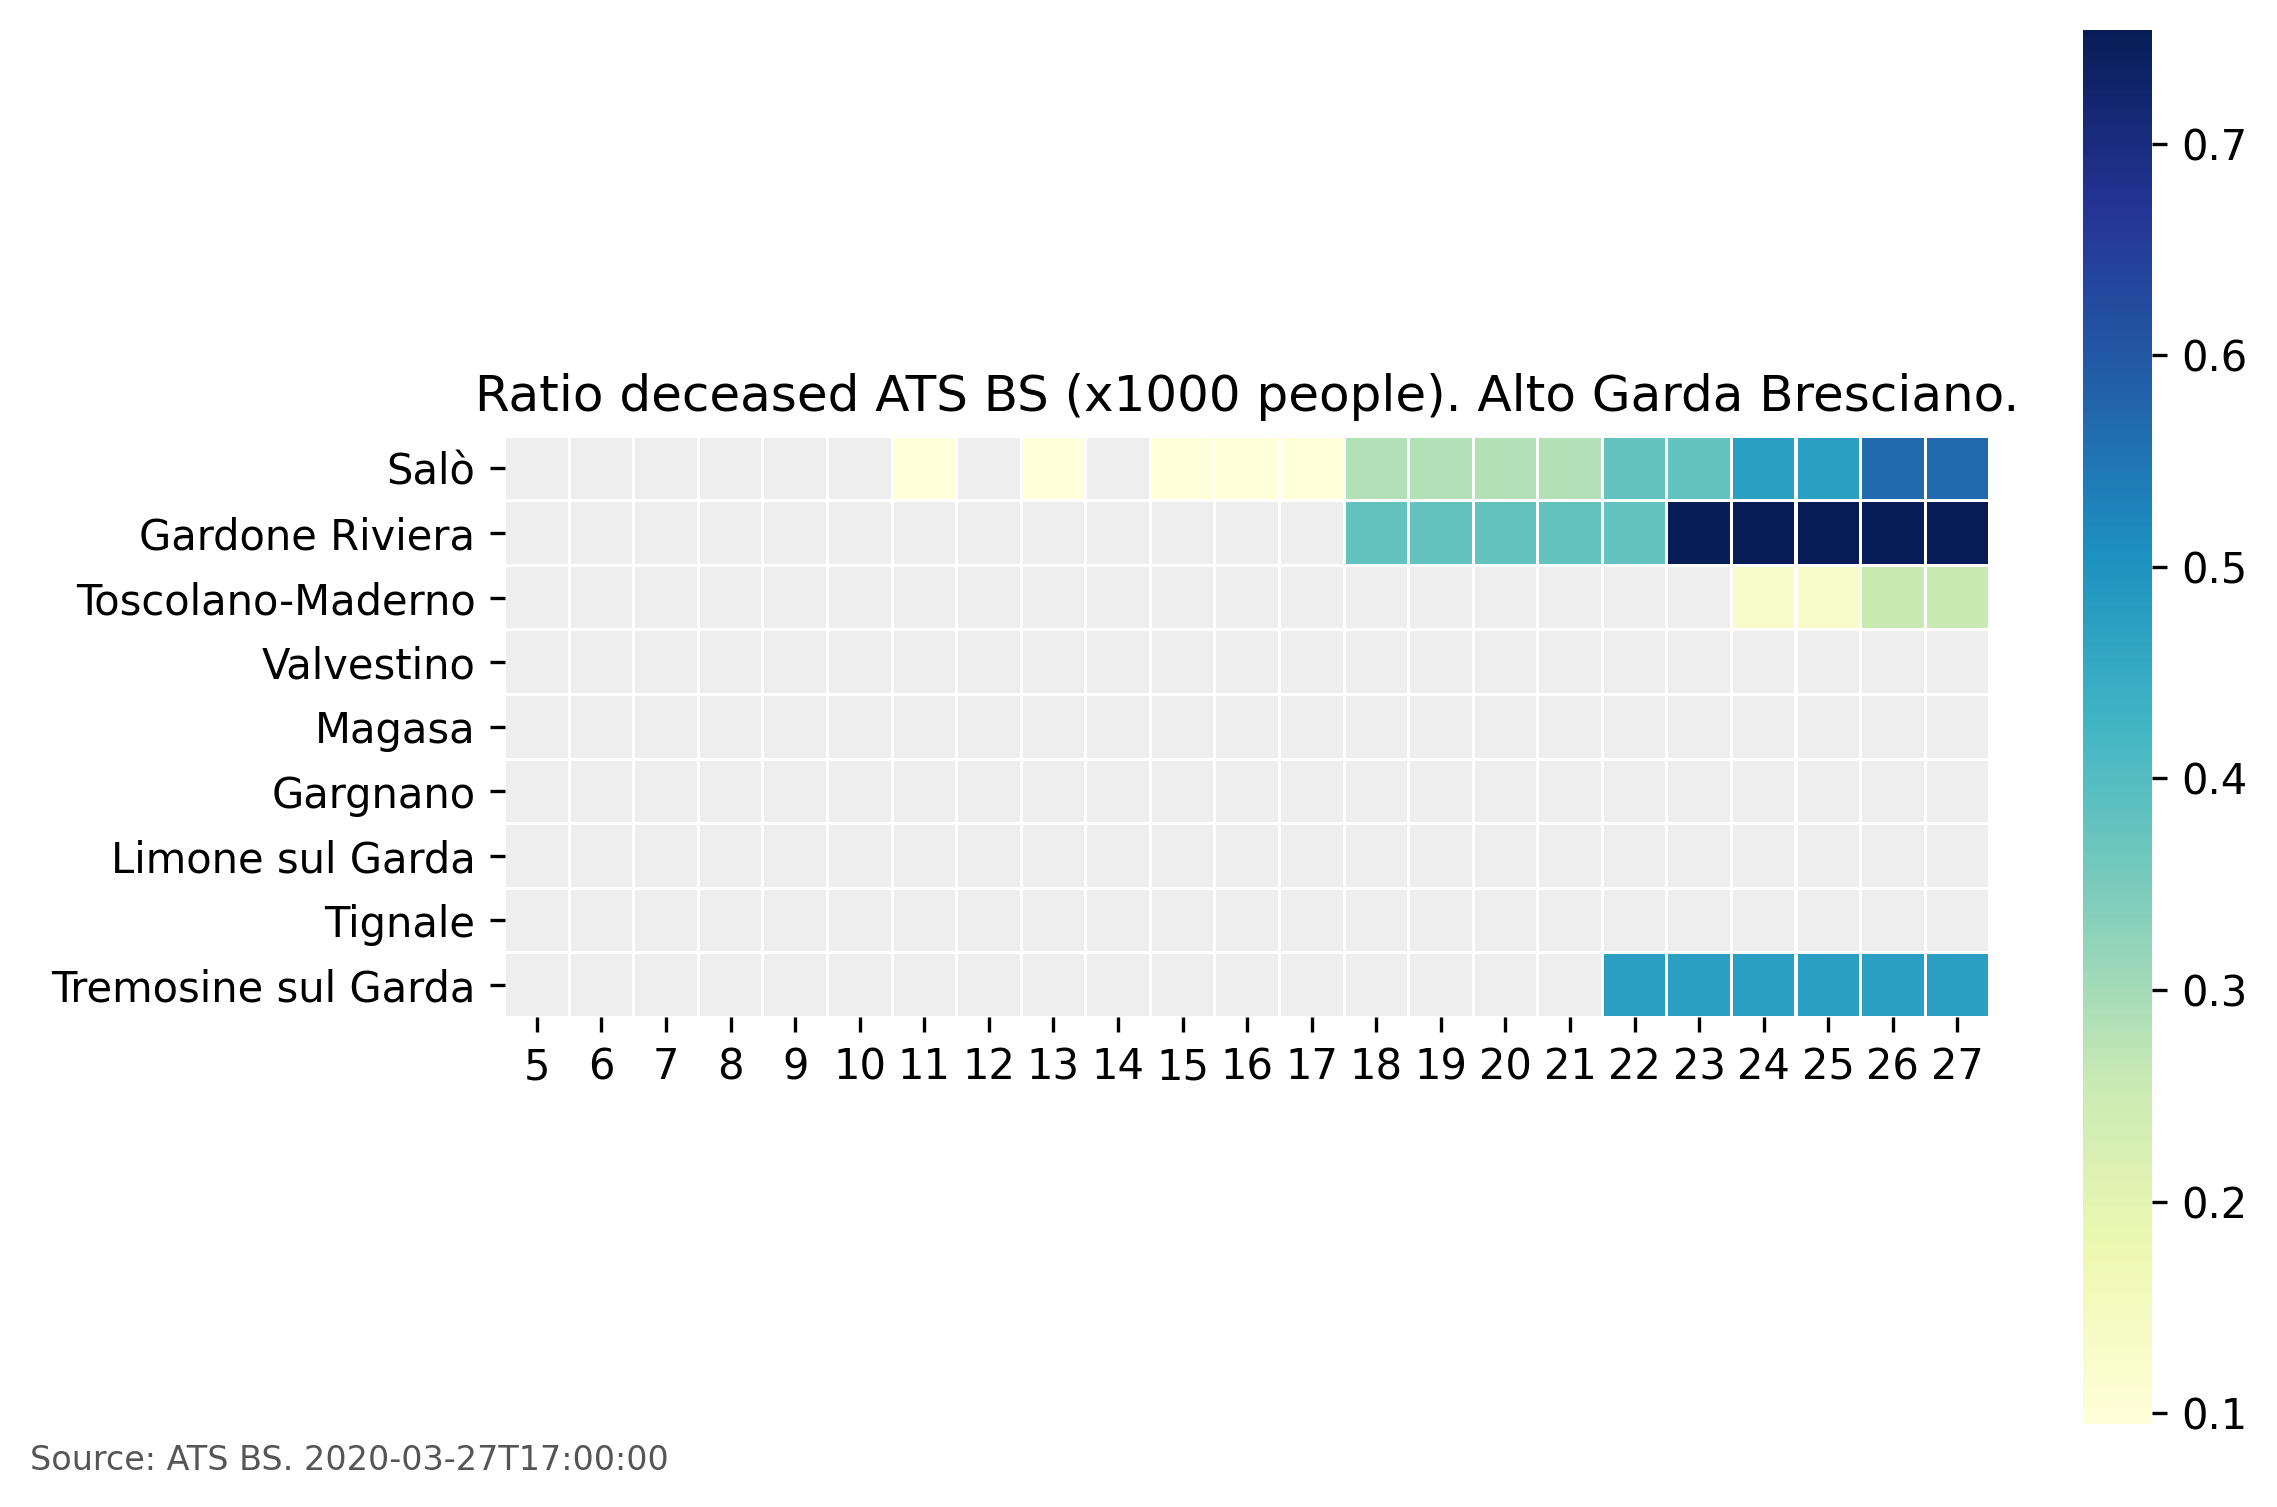 Ratio deceased ATS BS (x1000 people). Alto Garda Bresciano.
Salò
Gardone Riviera
Toscolano-Maderno
Valvestino
Magasa
Gargnano
Limone sul Garda
Tignale
Tremosine sul Garda
5 6 7 8 9 10 11 12 13 14 15 16 17 18 19 20 21 22 23 24 25 26 27
0.7
0.6
0.5
0.4
0.3
0.2
0.1
Source: ATS BS. 2020-03-27T17:00:00